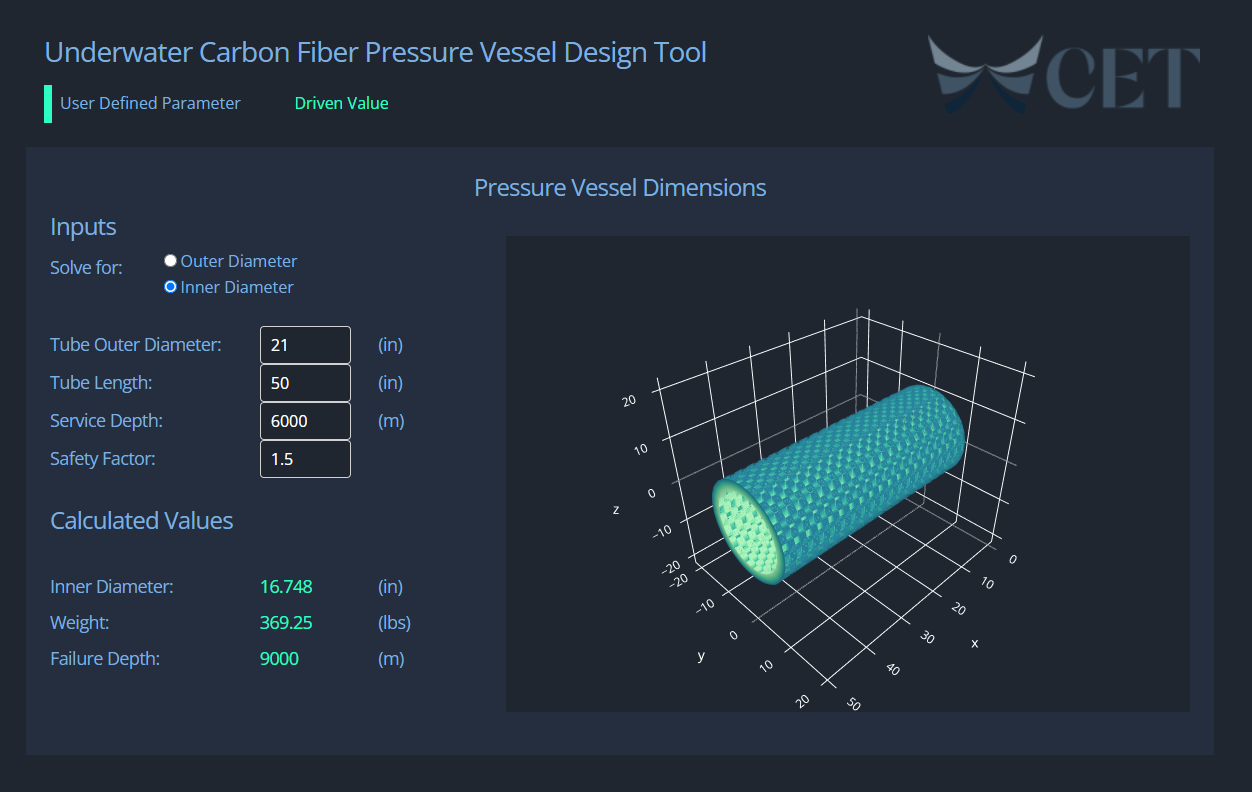 Underwater Carbon Fiber Pressure Vessel Design Tool
CET
User Defined Parameter
Driven Value
Pressure Vessel Dimensions
Inputs
Solve for:
Outer Diameter
Inner Diameter
Tube Outer Diameter: 21 (in)
Tube Length: 50 (in)
Service Depth: 6000 (m)
Safety Factor: 1.5
Calculated Values
Inner Diameter: 16.748 (in)
Weight: 369.25 (lbs)
Failure Depth: 9000 (m)
20
10
0
z
−10
−20
−20
−10
0
y
10
20
0
10
20
x
30
40
50